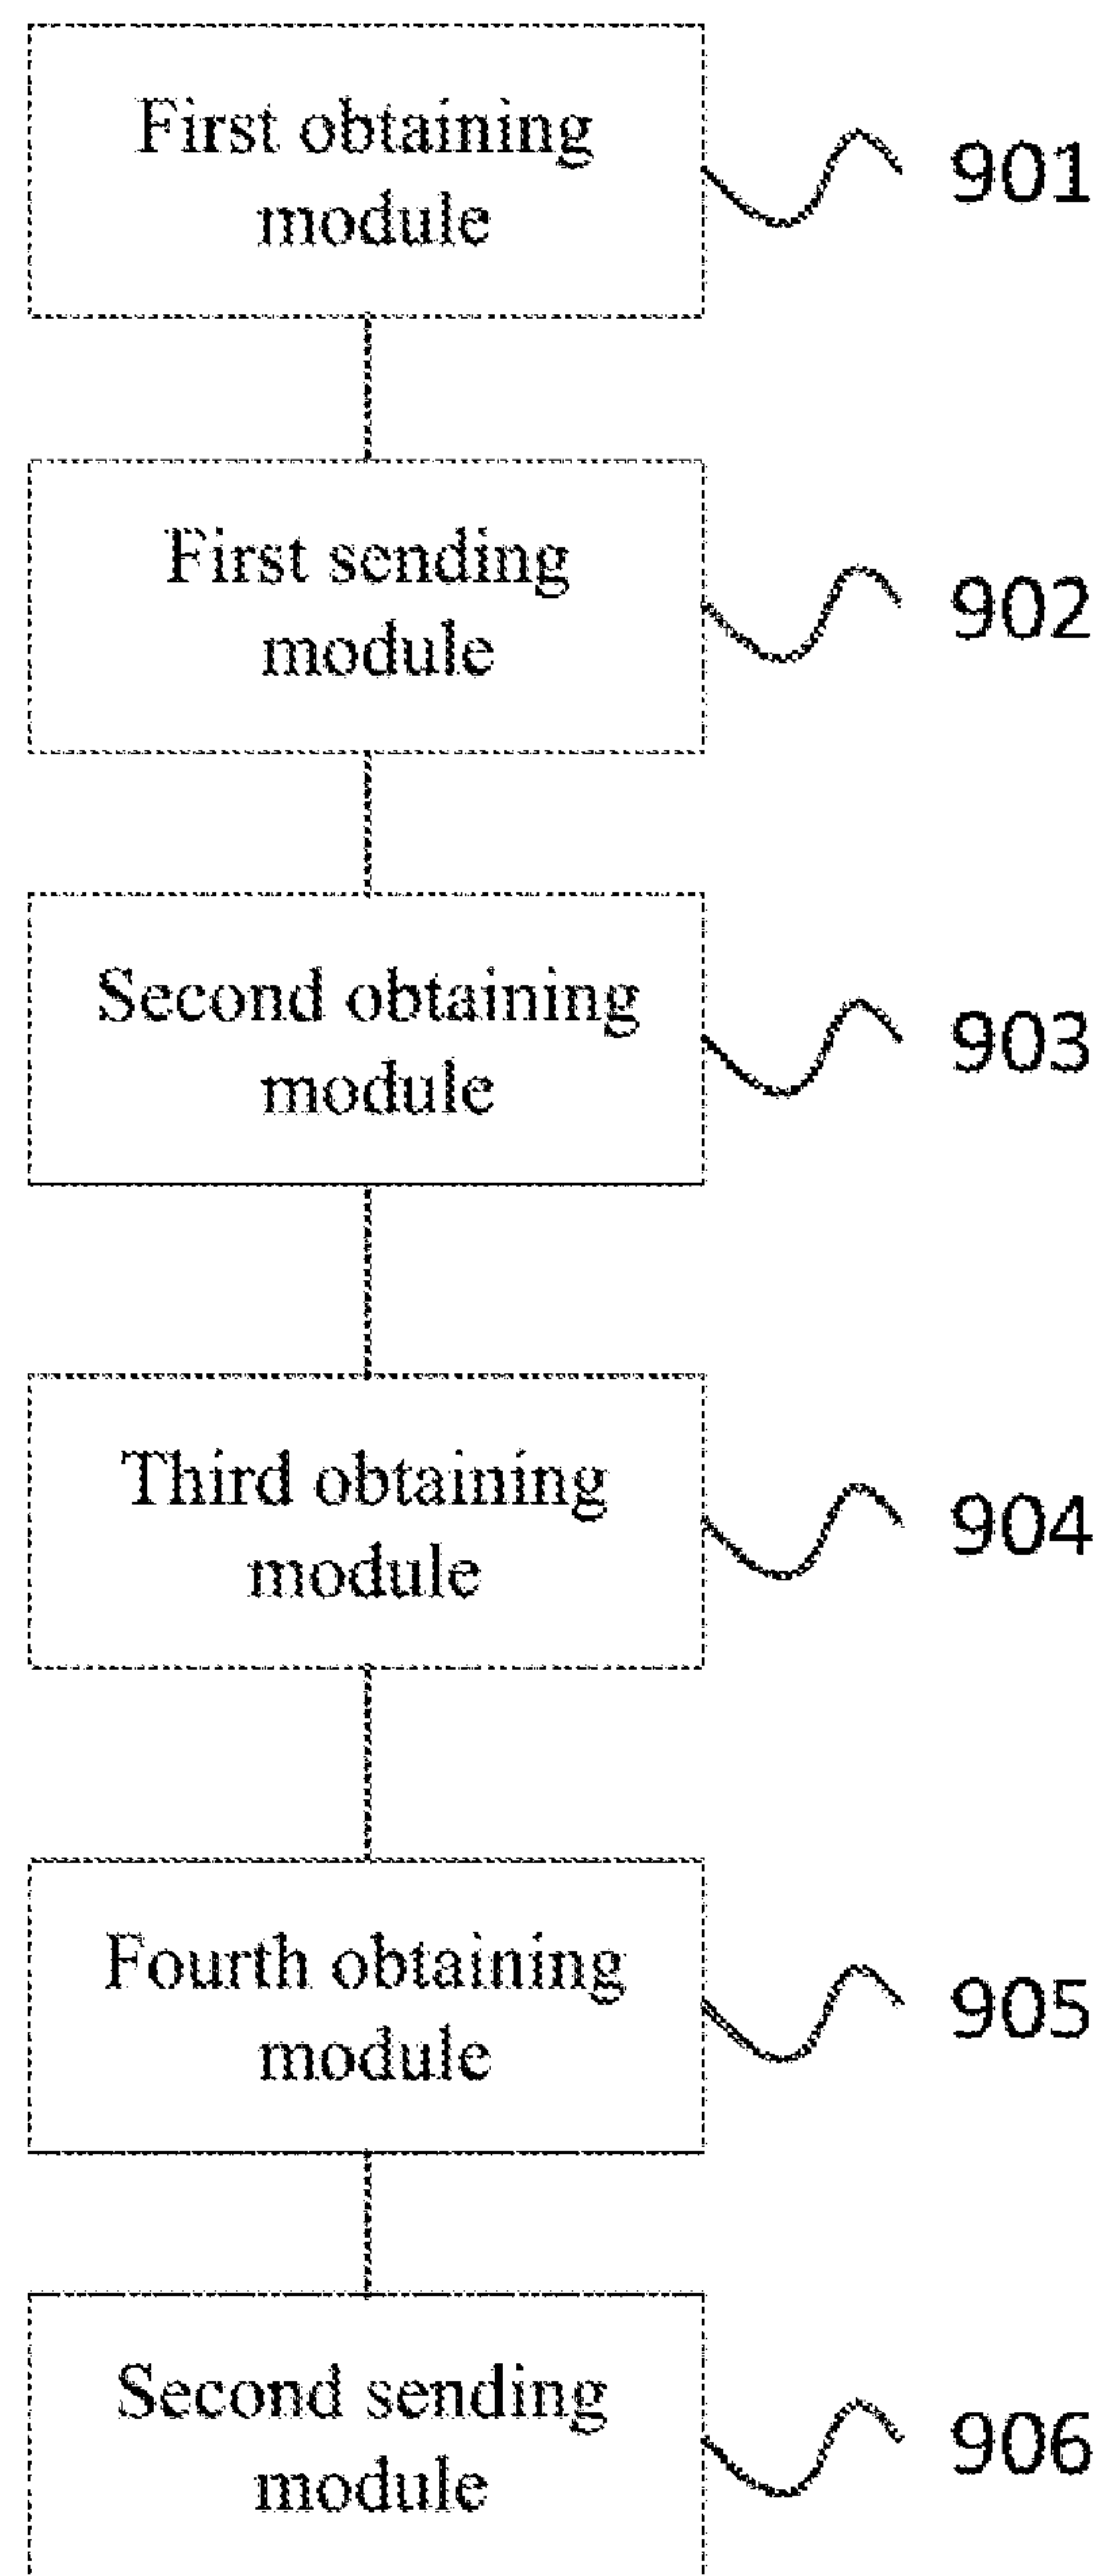 First obtaining
module
901
First sending
module
902
Second obtaining
module
903
Third obtaining
module
904
Fourth obtaining
module
905
Second sending
module
906